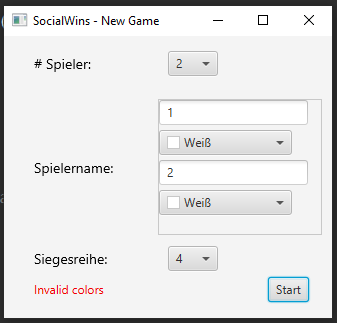 SocialWins - New Game
# Spieler:
2
1
Weiß
Spielername:
2
Weiß
Siegesreihe:
4
Invalid colors
Start